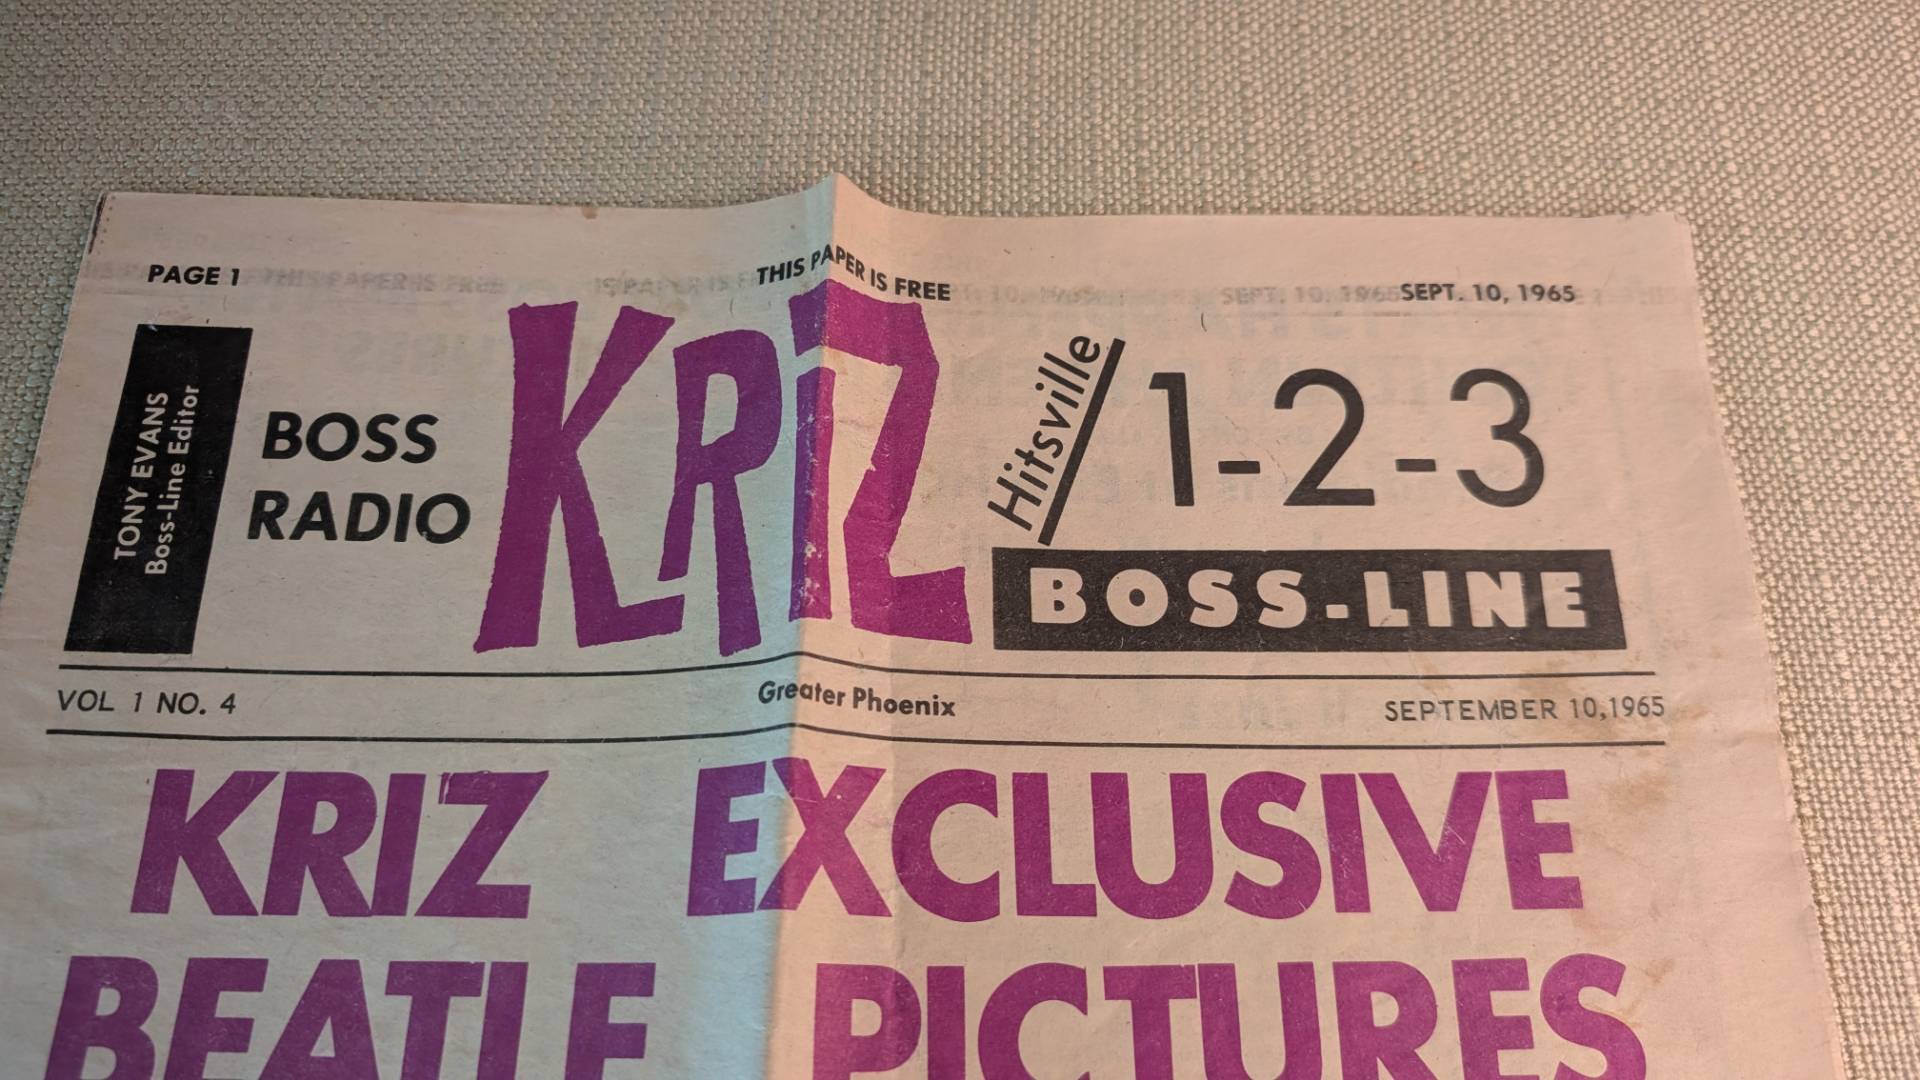 PAGE 1
THIS PAPER IS FREE
SEPT. 10, 1965
TONY EVANS
Boss-Line Editor
BOSS
RADIO
KRIZ
Hitsville
1-2-3
BOSS-LINE
VOL 1 NO. 4
Greater Phoenix
SEPTEMBER 10,1965
KRIZ EXCLUSIVE
BEATLE PICTURES